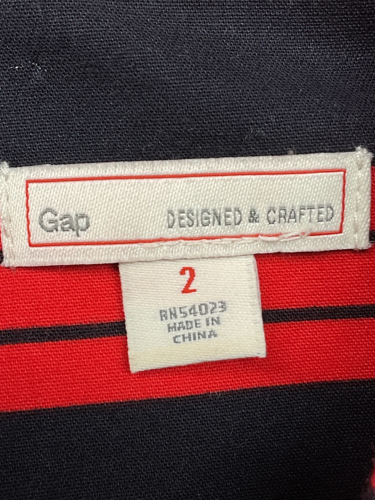 Gap DESIGNED & CRAFTED
2
RN54023
MADE IN
CHINA